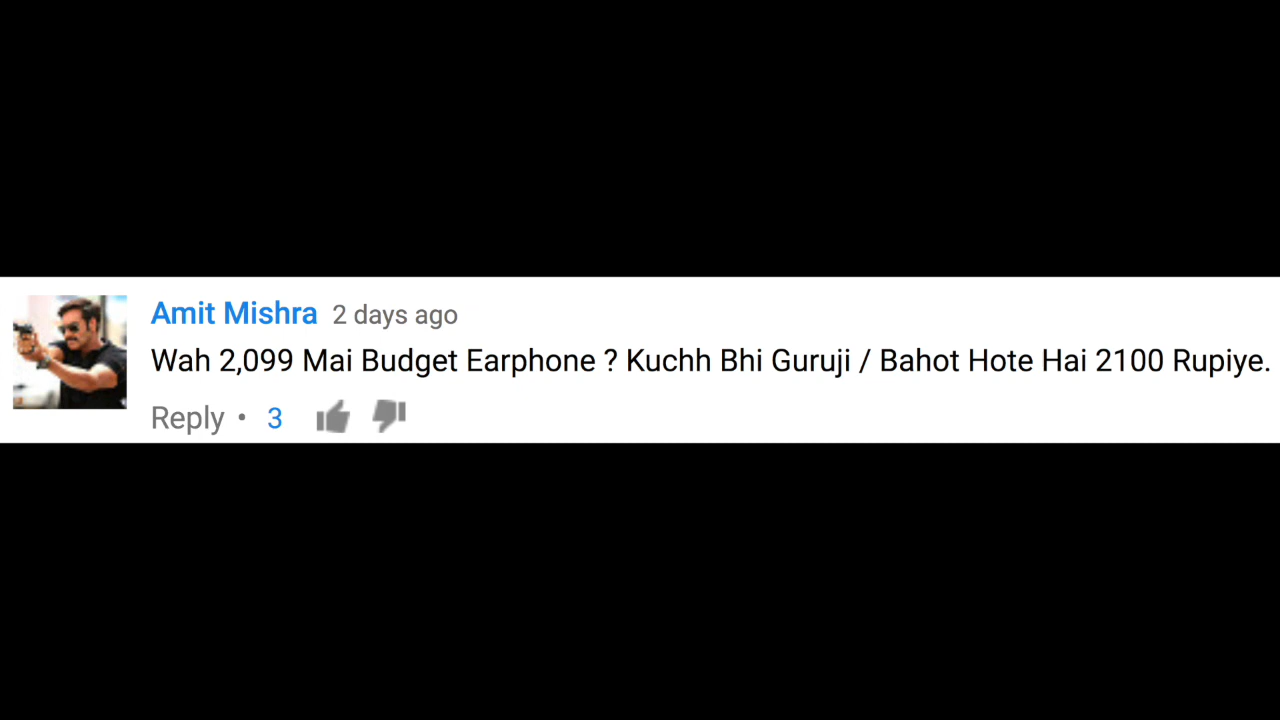 Amit Mishra 2 days ago
Wah 2,099 Mai Budget Earphone ? Kuchh Bhi Guruji / Bahot Hote Hai 2100 Rupiye.
Reply • 3